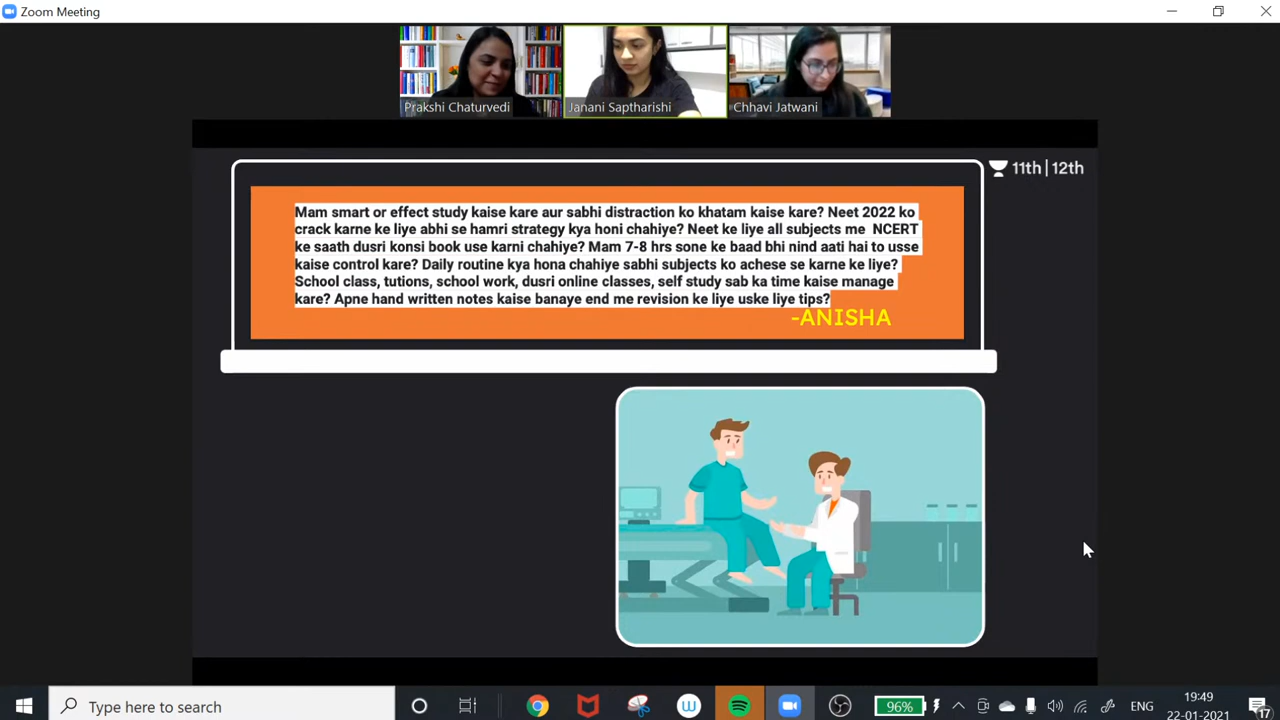 Zoom Meeting
Prakshi Chaturvedi
Janani Saptharishi
Chhavi Jatwani
11th | 12th
Mam smart or effect study kaise kare aur sabhi distraction ko khatam kaise kare? Neet 2022 ko
crack karne ke liye abhi se hamri strategy kya honi chahiye? Neet ke liye all subjects me NCERT
ke saath dusri konsi book use karni chahiye? Mam 7-8 hrs sone ke baad bhi nind aati hai to usse
kaise control kare? Daily routine kya hona chahiye sabhi subjects ko achese se karne ke liye?
School class, tutions, school work, dusri online classes, self study sab ka time kaise manage
kare? Apne hand written notes kaise banaye end me revision ke liye uske liye tips?
-ANISHA
Type here to search
96%
ENG
19:49
22-01-2021
17